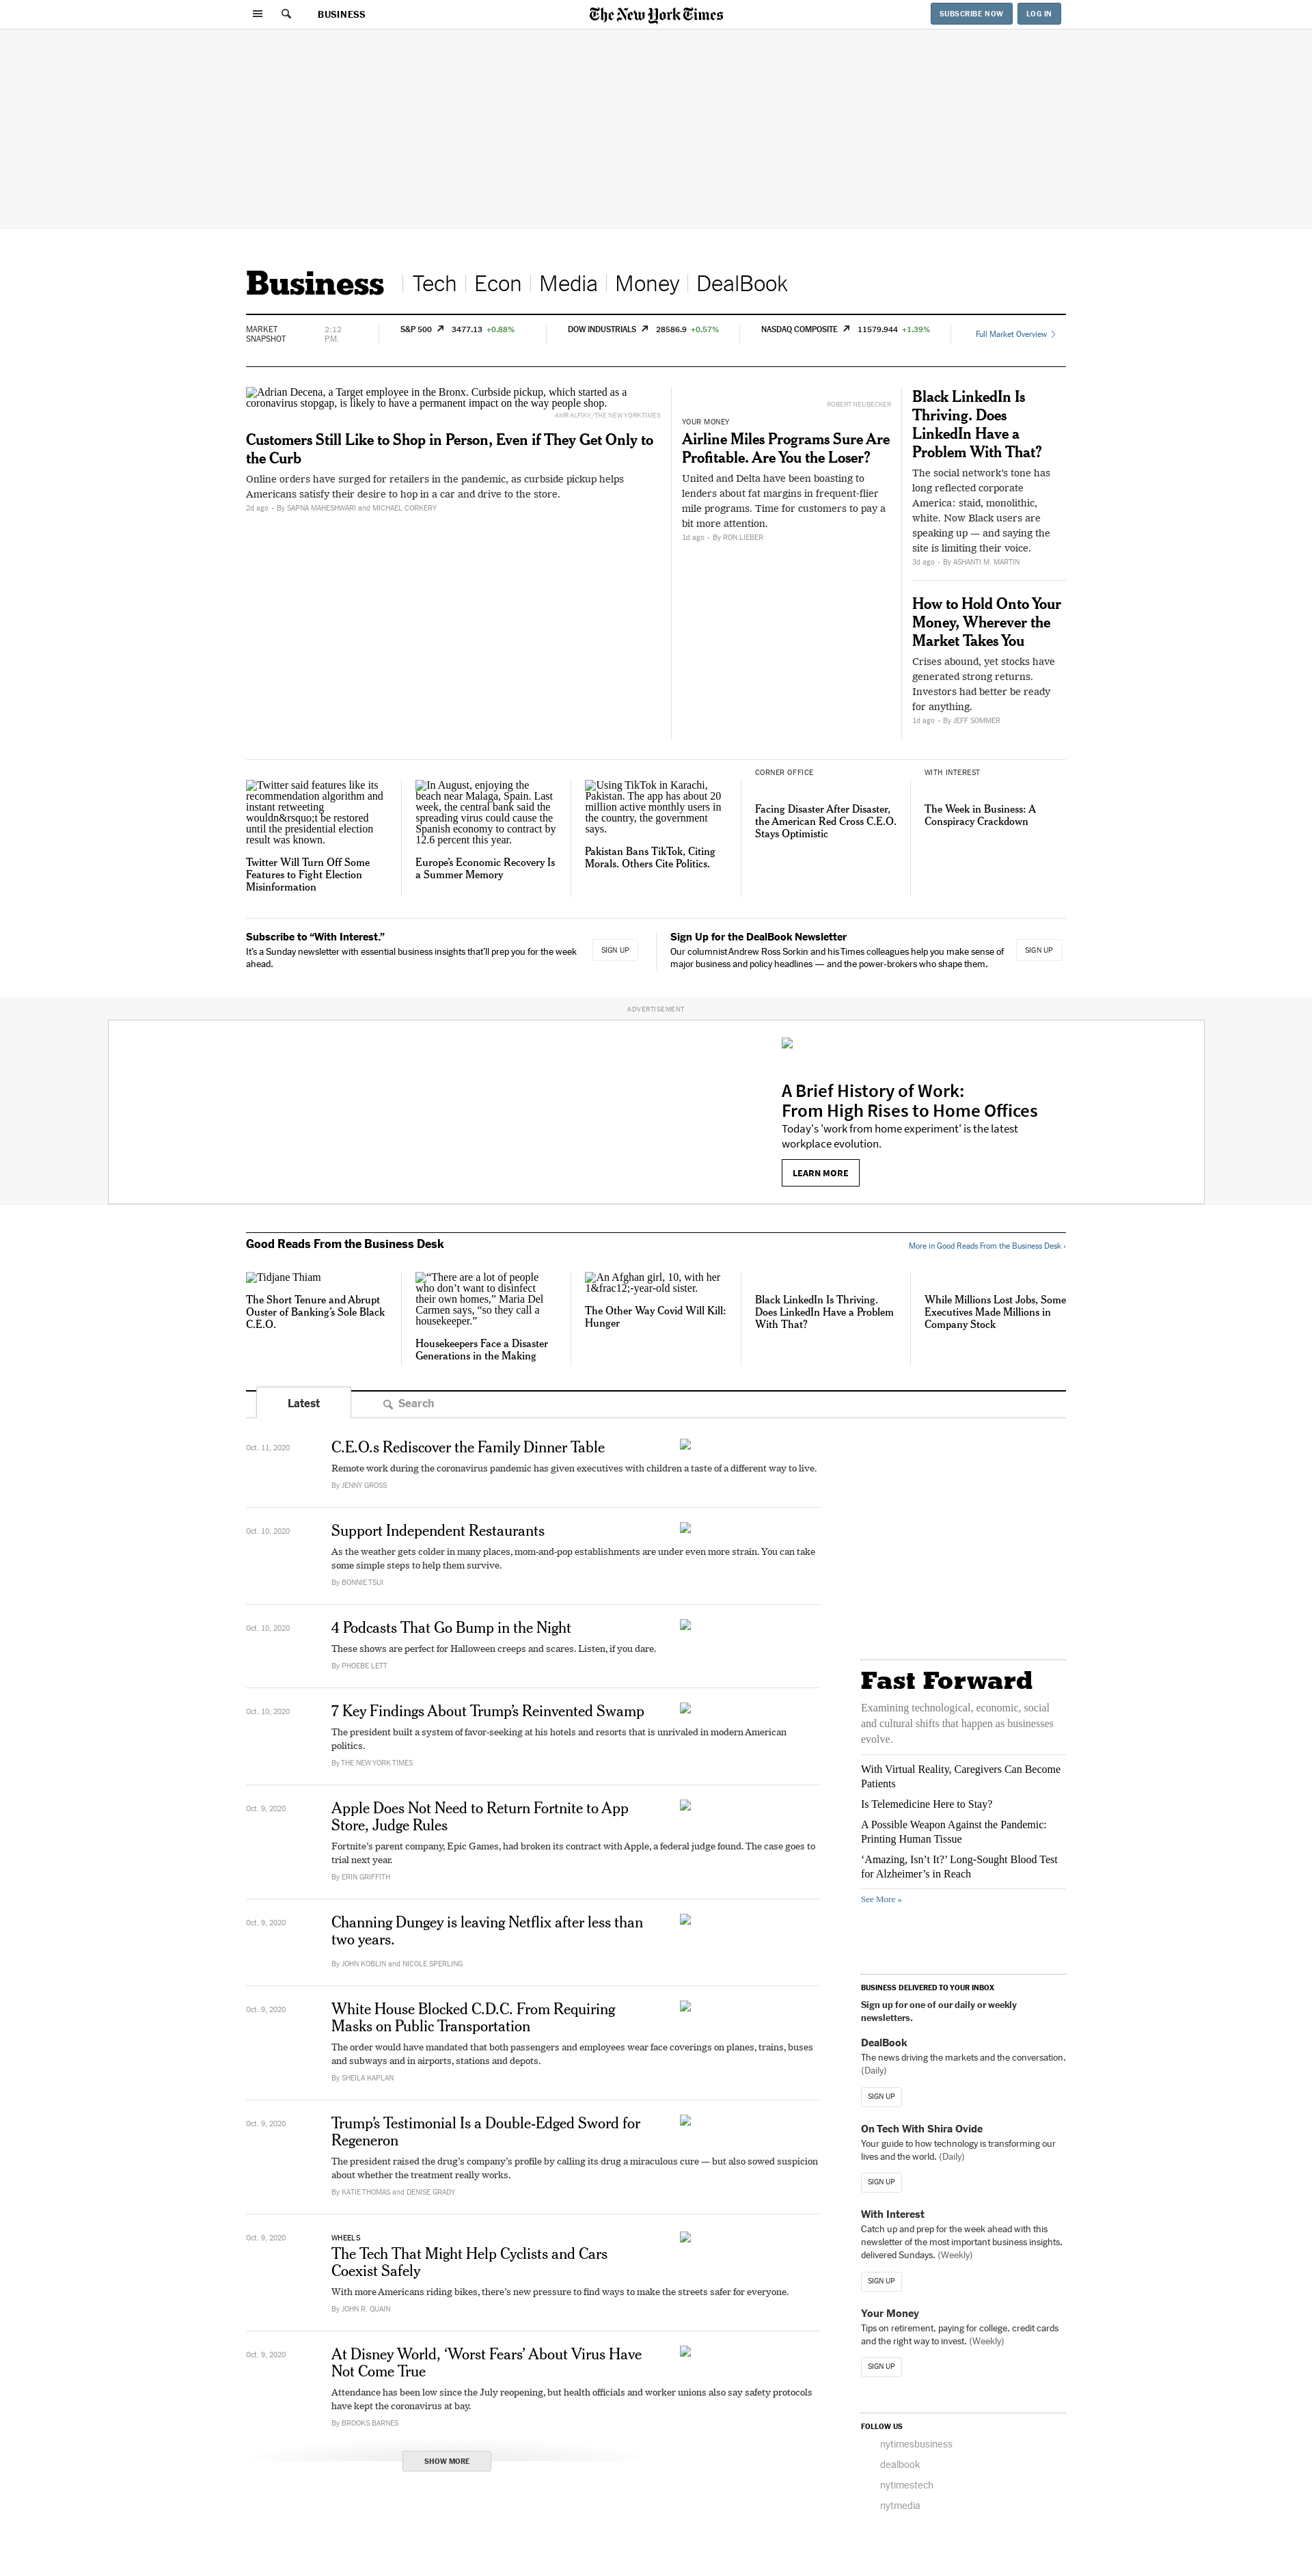 BUSINESS
The New York Times
SUBSCRIBE NOW
LOG IN
Business
Tech
Econ
Media
Money
DealBook
MARKET
SNAPSHOT
2:12
P.M.
S&P 500 3477.13 +0.88%
DOW INDUSTRIALS 28586.9 +0.57%
NASDAQ COMPOSITE 11579.944 +1.39%
Full Market Overview
Adrian Decena, a Target employee in the Bronx. Curbside pickup, which started as a
coronavirus stopgap, is likely to have a permanent impact on the way people shop.
AMR ALFIKY/THE NEW YORK TIMES
Customers Still Like to Shop in Person, Even if They Get Only to
the Curb
Online orders have surged for retailers in the pandemic, as curbside pickup helps
Americans satisfy their desire to hop in a car and drive to the store.
2d ago • By SAPNA MAHESHWARI and MICHAEL CORKERY
ROBERT NEUBECKER
YOUR MONEY
Airline Miles Programs Sure Are
Profitable. Are You the Loser?
United and Delta have been boasting to
lenders about fat margins in frequent-flier
mile programs. Time for customers to pay a
bit more attention.
1d ago • By RON LIEBER
Black LinkedIn Is
Thriving. Does
LinkedIn Have a
Problem With That?
The social network’s tone has
long reflected corporate
America: staid, monolithic,
white. Now Black users are
speaking up — and saying the
site is limiting their voice.
3d ago • By ASHANTI M. MARTIN
How to Hold Onto Your
Money, Wherever the
Market Takes You
Crises abound, yet stocks have
generated strong returns.
Investors had better be ready
for anything.
1d ago • By JEFF SOMMER
Twitter said features like its
recommendation algorithm and
instant retweeting
wouldn&rsquo;t be restored
until the presidential election
result was known.
Twitter Will Turn Off Some
Features to Fight Election
Misinformation
In August, enjoying the
beach near Malaga, Spain. Last
week, the central bank said the
spreading virus could cause the
Spanish economy to contract by
12.6 percent this year.
Europe’s Economic Recovery Is
a Summer Memory
Using TikTok in Karachi,
Pakistan. The app has about 20
million active monthly users in
the country, the government
says.
Pakistan Bans TikTok, Citing
Morals. Others Cite Politics.
CORNER OFFICE
Facing Disaster After Disaster,
the American Red Cross C.E.O.
Stays Optimistic
WITH INTEREST
The Week in Business: A
Conspiracy Crackdown
Subscribe to “With Interest.”
It’s a Sunday newsletter with essential business insights that’ll prep you for the week
ahead.
SIGN UP
Sign Up for the DealBook Newsletter
Our columnist Andrew Ross Sorkin and his Times colleagues help you make sense of
major business and policy headlines — and the power-brokers who shape them.
SIGN UP
ADVERTISEMENT
A Brief History of Work:
From High Rises to Home Offices
Today's 'work from home experiment' is the latest
workplace evolution.
LEARN MORE
Good Reads From the Business Desk
More in Good Reads From the Business Desk ›
Tidjane Thiam
The Short Tenure and Abrupt
Ouster of Banking’s Sole Black
C.E.O.
“There are a lot of people
who don’t want to disinfect
their own homes,” Maria Del
Carmen says, “so they call a
housekeeper.”
Housekeepers Face a Disaster
Generations in the Making
An Afghan girl, 10, with her
1&frac12;-year-old sister.
The Other Way Covid Will Kill:
Hunger
Black LinkedIn Is Thriving.
Does LinkedIn Have a Problem
With That?
While Millions Lost Jobs, Some
Executives Made Millions in
Company Stock
Latest
Search
Oct. 11, 2020
C.E.O.s Rediscover the Family Dinner Table
Remote work during the coronavirus pandemic has given executives with children a taste of a different way to live.
By JENNY GROSS
Oct. 10, 2020
Support Independent Restaurants
As the weather gets colder in many places, mom-and-pop establishments are under even more strain. You can take
some simple steps to help them survive.
By BONNIE TSUI
Oct. 10, 2020
4 Podcasts That Go Bump in the Night
These shows are perfect for Halloween creeps and scares. Listen, if you dare.
By PHOEBE LETT
Oct. 10, 2020
7 Key Findings About Trump’s Reinvented Swamp
The president built a system of favor-seeking at his hotels and resorts that is unrivaled in modern American
politics.
By THE NEW YORK TIMES
Oct. 9, 2020
Apple Does Not Need to Return Fortnite to App
Store, Judge Rules
Fortnite’s parent company, Epic Games, had broken its contract with Apple, a federal judge found. The case goes to
trial next year.
By ERIN GRIFFITH
Oct. 9, 2020
Channing Dungey is leaving Netflix after less than
two years.
By JOHN KOBLIN and NICOLE SPERLING
Oct. 9, 2020
White House Blocked C.D.C. From Requiring
Masks on Public Transportation
The order would have mandated that both passengers and employees wear face coverings on planes, trains, buses
and subways and in airports, stations and depots.
By SHEILA KAPLAN
Oct. 9, 2020
Trump’s Testimonial Is a Double-Edged Sword for
Regeneron
The president raised the drug’s company’s profile by calling its drug a miraculous cure — but also sowed suspicion
about whether the treatment really works.
By KATIE THOMAS and DENISE GRADY
Oct. 9, 2020
WHEELS
The Tech That Might Help Cyclists and Cars
Coexist Safely
With more Americans riding bikes, there’s new pressure to find ways to make the streets safer for everyone.
By JOHN R. QUAIN
Oct. 9, 2020
At Disney World, ‘Worst Fears’ About Virus Have
Not Come True
Attendance has been low since the July reopening, but health officials and worker unions also say safety protocols
have kept the coronavirus at bay.
By BROOKS BARNES
SHOW MORE
Fast Forward
Examining technological, economic, social
and cultural shifts that happen as businesses
evolve.
With Virtual Reality, Caregivers Can Become
Patients
Is Telemedicine Here to Stay?
A Possible Weapon Against the Pandemic:
Printing Human Tissue
‘Amazing, Isn’t It?’ Long-Sought Blood Test
for Alzheimer’s in Reach
See More »
BUSINESS DELIVERED TO YOUR INBOX
Sign up for one of our daily or weekly
newsletters.
DealBook
The news driving the markets and the conversation.
(Daily)
SIGN UP
On Tech With Shira Ovide
Your guide to how technology is transforming our
lives and the world. (Daily)
SIGN UP
With Interest
Catch up and prep for the week ahead with this
newsletter of the most important business insights,
delivered Sundays. (Weekly)
SIGN UP
Your Money
Tips on retirement, paying for college, credit cards
and the right way to invest. (Weekly)
SIGN UP
FOLLOW US
nytimesbusiness
dealbook
nytimestech
nytmedia